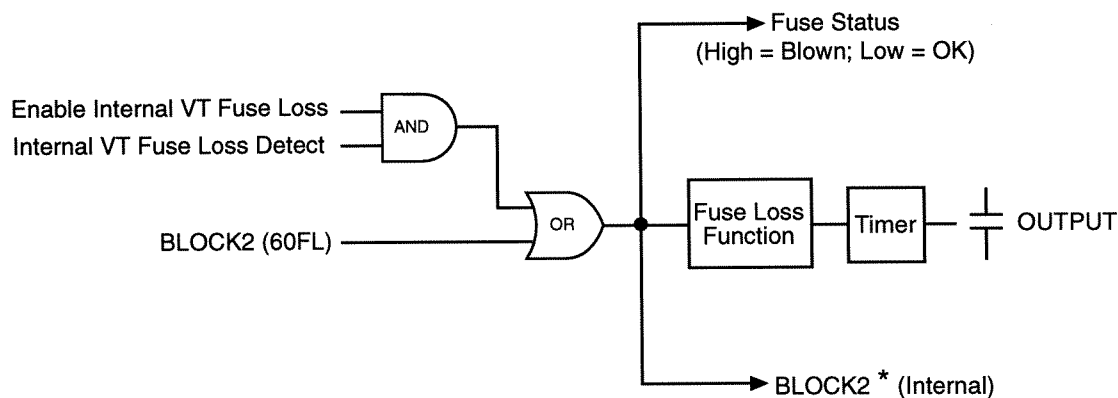 Fuse Status
(High = Blown; Low = OK)
Enable Internal VT Fuse Loss
Internal VT Fuse Loss Detect
AND
BLOCK2 (60FL)
OR
Fuse Loss
Function
Timer
OUTPUT
BLOCK2 * (Internal)